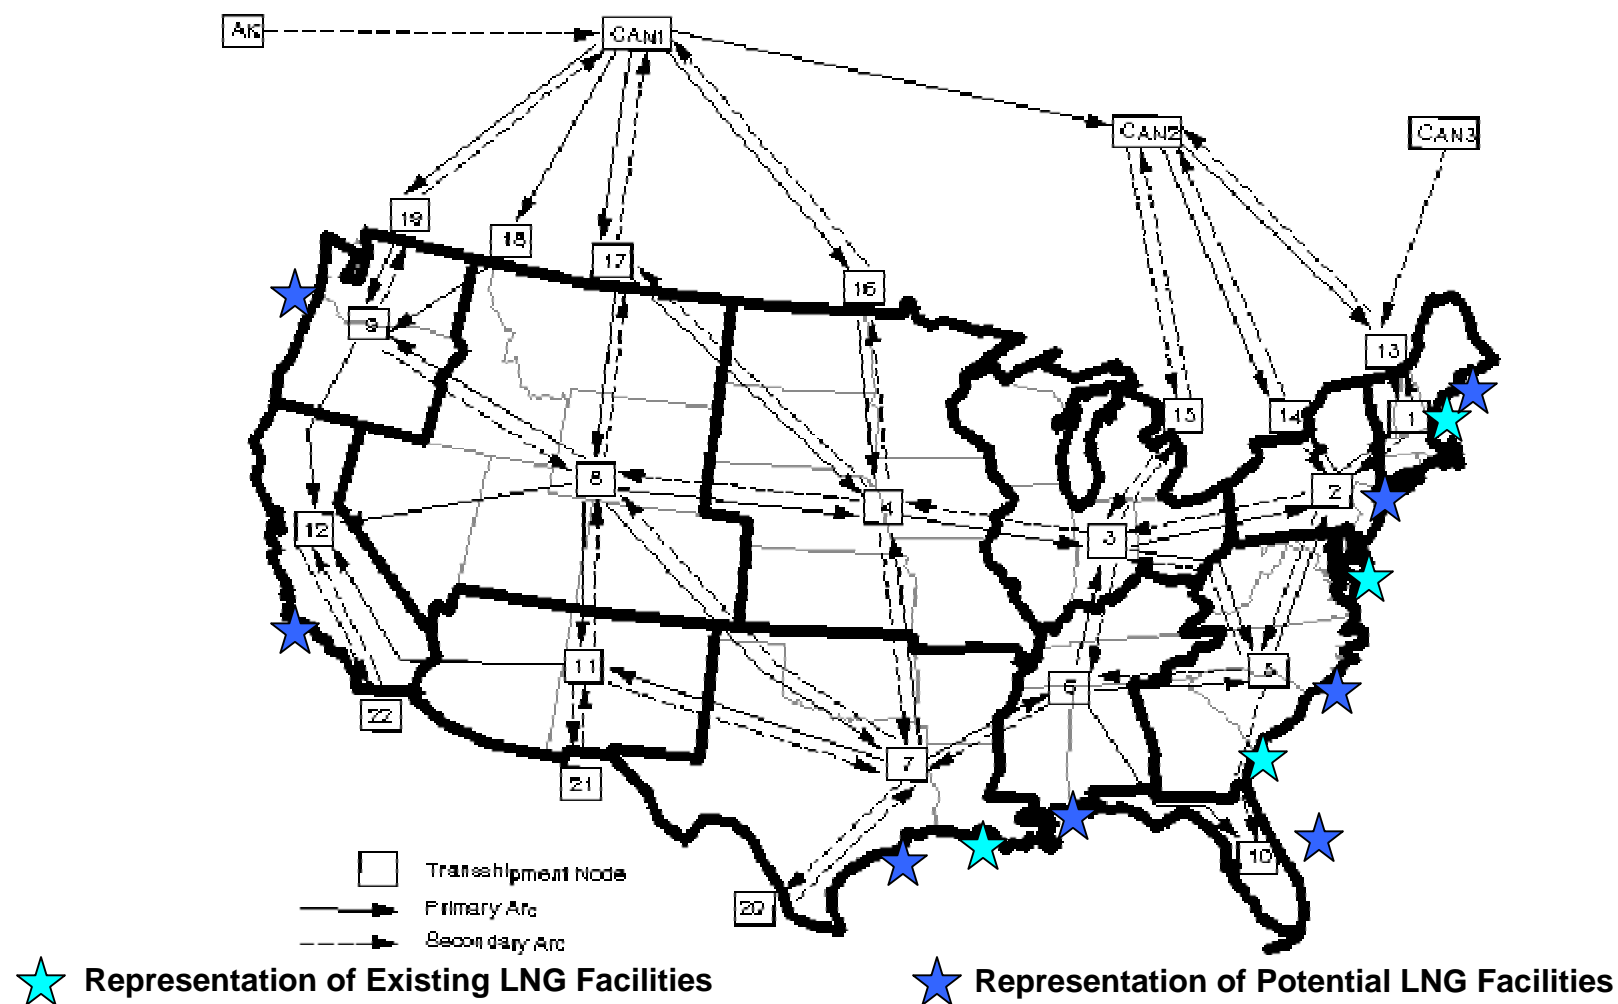 AK
CAN1
CAN2
CAN3
19
18
17
16
9
13
15
14
1
8
4
2
12
3
11
6
5
22
7
21
10
20
Transshipment Node
Primary Arc
Secondary Arc
Representation of Existing LNG Facilities
Representation of Potential LNG Facilities